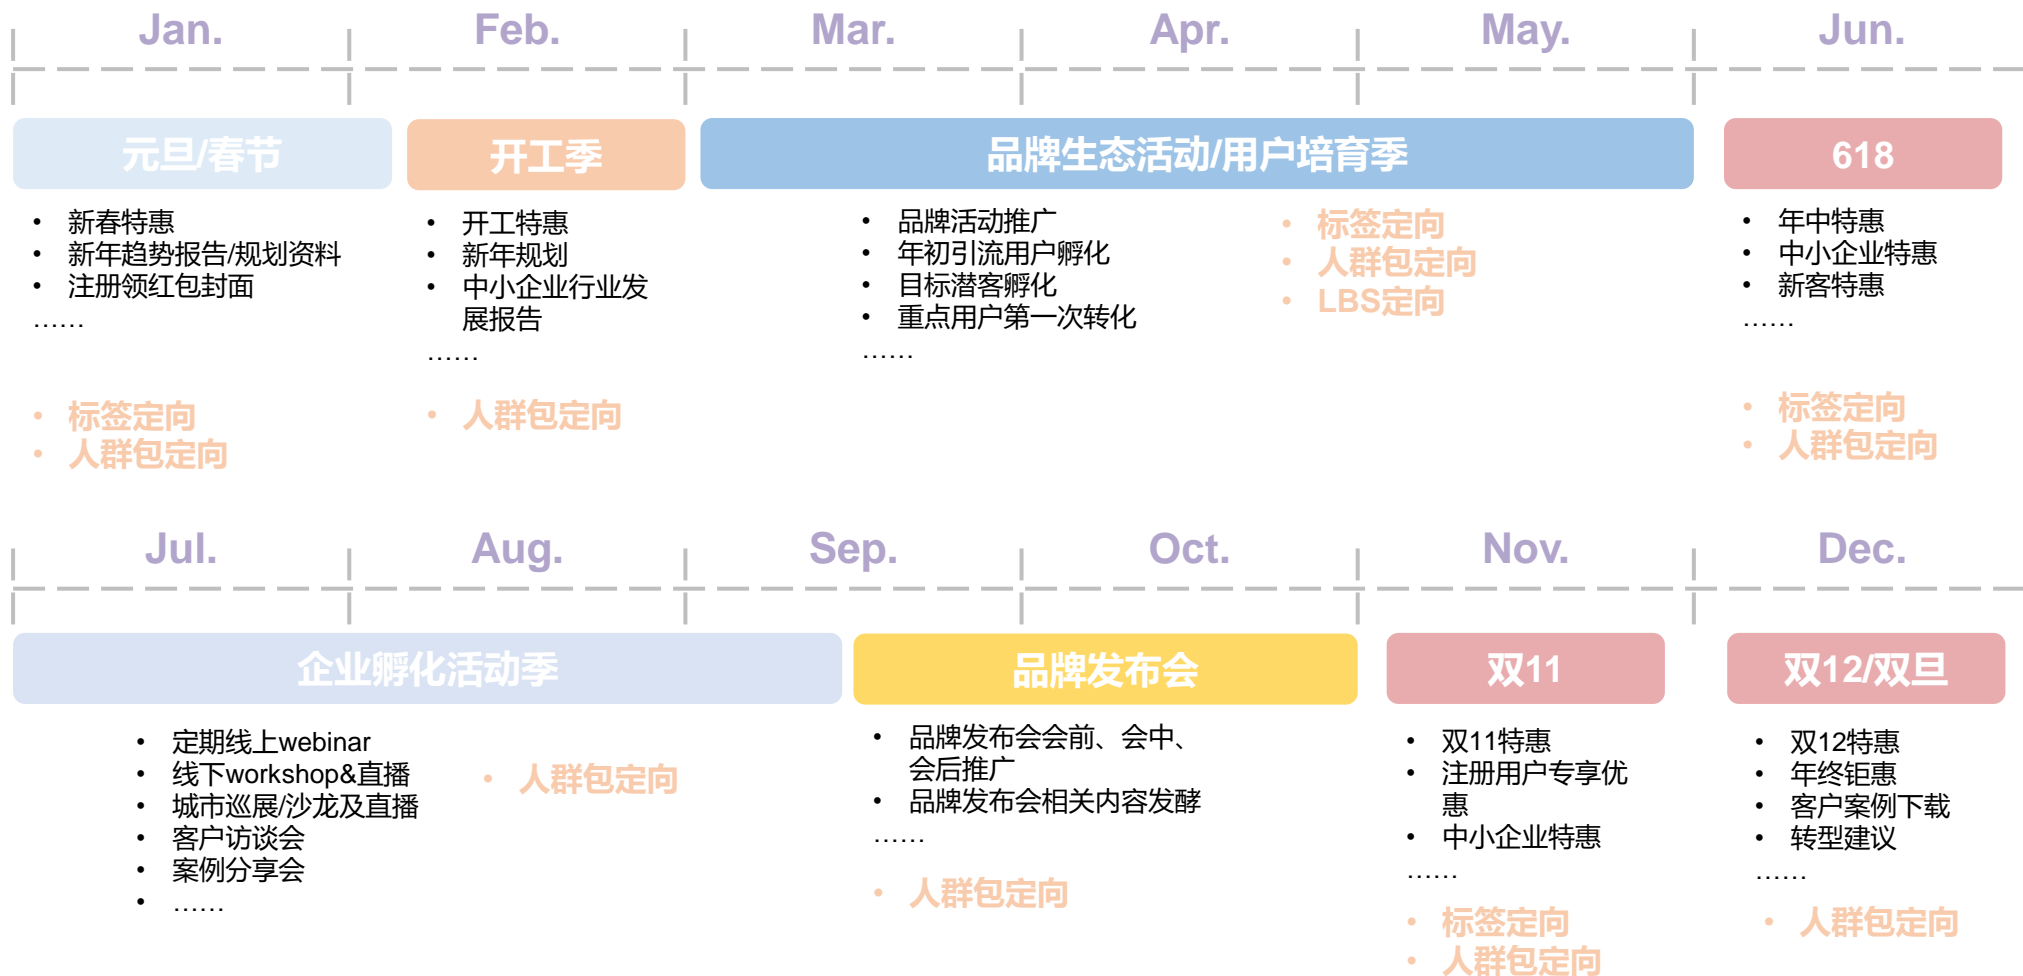 Jan.
Feb.
Mar.
Apr.
May.
Jun.
元旦/春节
• 新春特惠
• 新年趋势报告/规划资料
• 注册领红包封面
……
• 标签定向
• 人群包定向
开工季
• 开工特惠
• 新年规划
• 中小企业行业发
展报告
……
• 人群包定向
品牌生态活动/用户培育季
• 品牌活动推广
• 年初引流用户孵化
• 目标潜客孵化
• 重点用户第一次转化
……
• 标签定向
• 人群包定向
• LBS定向
618
• 年中特惠
• 中小企业特惠
• 新客特惠
……
• 标签定向
• 人群包定向
Jul.
Aug.
Sep.
Oct.
Nov.
Dec.
企业孵化活动季
• 定期线上webinar
• 线下workshop&直播
• 城市巡展/沙龙及直播
• 客户访谈会
• 案例分享会
• ……
• 人群包定向
品牌发布会
• 品牌发布会会前、会中、
会后推广
• 品牌发布会相关内容发酵
……
• 人群包定向
双11
• 双11特惠
• 注册用户专享优
惠
• 中小企业特惠
……
• 标签定向
• 人群包定向
双12/双旦
• 双12特惠
• 年终钜惠
• 客户案例下载
• 转型建议
……
• 人群包定向